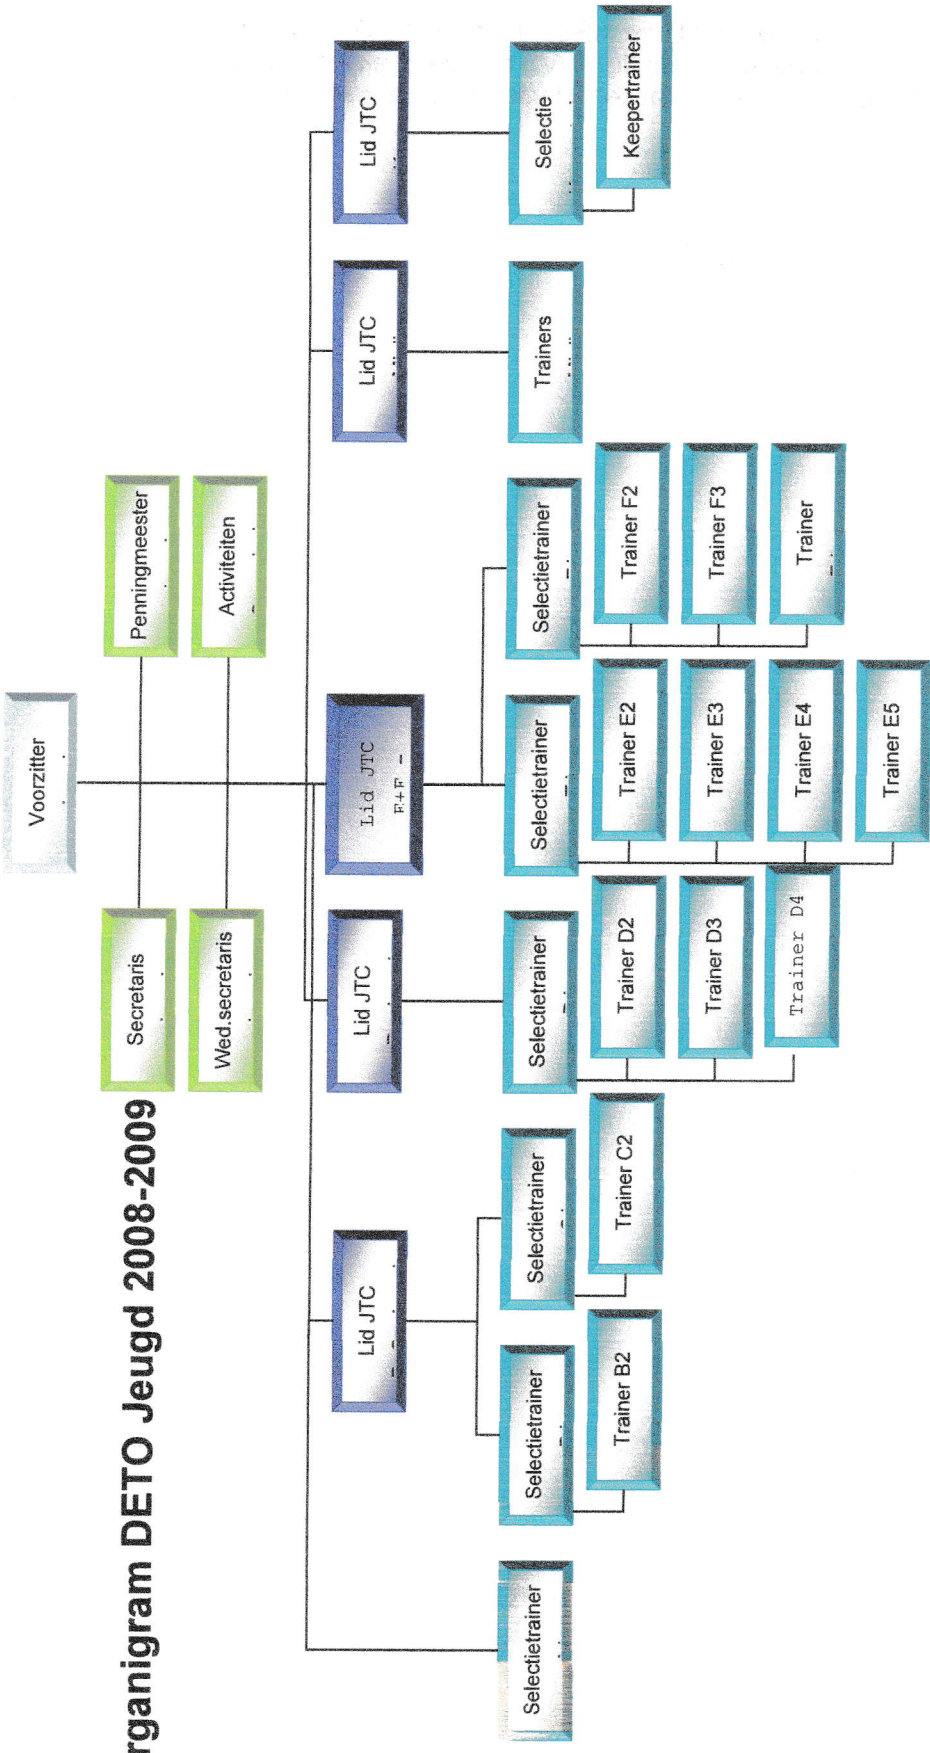 rganigram DETO Jeugd 2008-2009
Voorzitter
Secretaris
Penningmeester
Wed.secretaris
Activiteiten
Lid JTC
Lid JTC
Lid JTC
E+F -
Lid JTC
Lid JTC
Selectietrainer
Selectietrainer
Selectietrainer
Selectietrainer
Selectietrainer
Selectietrainer
Trainers
Selectie
Trainer B2
Trainer C2
Trainer D2
Trainer E2
Trainer F2
Keepertrainer
Trainer D3
Trainer E3
Trainer F3
Trainer D4
Trainer E4
Trainer
Trainer E5